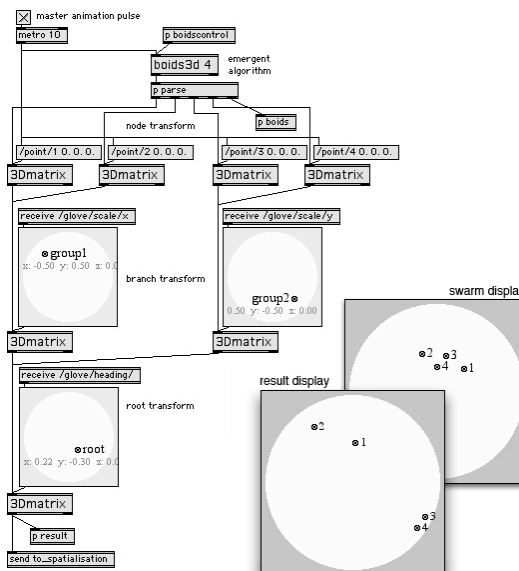 master animation pulse
metro 10
p boidscontrol
boids3d 4
emergent
algorithm
p parse
p boids
node transform
/point/1 0. 0. 0.
/point/2 0. 0. 0.
/point/3 0. 0. 0.
/point/4 0. 0. 0.
3Dmatrix
3Dmatrix
3Dmatrix
3Dmatrix
receive /glove/scale/x
receive /glove/scale/y
group1
x: -0.50 y: 0.50 z: 0.0
branch transform
group2
0.50 y: -0.50 z: 0.00
swarm displa
2
3
4
1
3Dmatrix
3Dmatrix
receive /glove/heading/
result display
root transform
root
x: 0.22 y: -0.30 z: 0.0
2
1
3
4
3Dmatrix
p result
send to_spatialisation